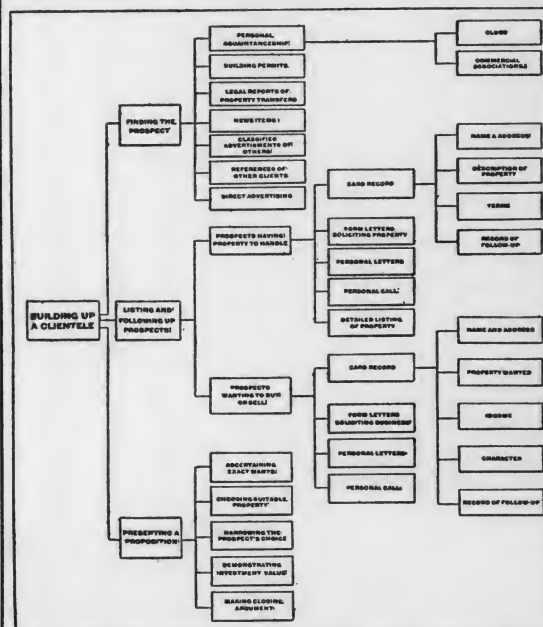 BUILDING UP
A CLIENTELE
FINDING THE
PROSPECT
PERSONAL
ACQUAINTANCESHIP
CLUBS
COMMERCIAL
ASSOCIATIONS
BUILDING PERMITS
LEGAL REPORTS OF
PROPERTY TRANSFERS
NEWS ITEMS
CLASSIFIED
ADVERTISMENTS OF
OTHERS
REFERENCES OF
OTHER CLIENTS
DIRECT ADVERTISING
LISTING AND
FOLLOWING UP
PROSPECTS
PROSPECTS HAVING
PROPERTY TO HANDLE
CARD RECORD
NAME & ADDRESS
DESCRIPTION OF
PROPERTY
TERMS
RECORD OF
FOLLOW-UP
FORM LETTERS
SOLICITING PROPERTY
PERSONAL LETTERS
PERSONAL CALL
DETAILED LISTING
OF PROPERTY
PROSPECTS
WANTING TO BUY
OR SELL
CARD RECORD
NAME AND ADDRESS
PROPERTY WANTED
INCOME
CHARACTER
RECORD OF FOLLOW-UP
FORM LETTERS
SOLICITING BUSINESS
PERSONAL LETTERS
PERSONAL CALL
PRESENTING A
PROPOSITION
ASCERTAINING
EXACT WANTS
CHOOSING SUITABLE
PROPERTY
NARROWING THE
PROSPECT'S CHOICE
DEMONSTRATING
INVESTMENT VALUE
MAKING CLOSING
ARGUMENT